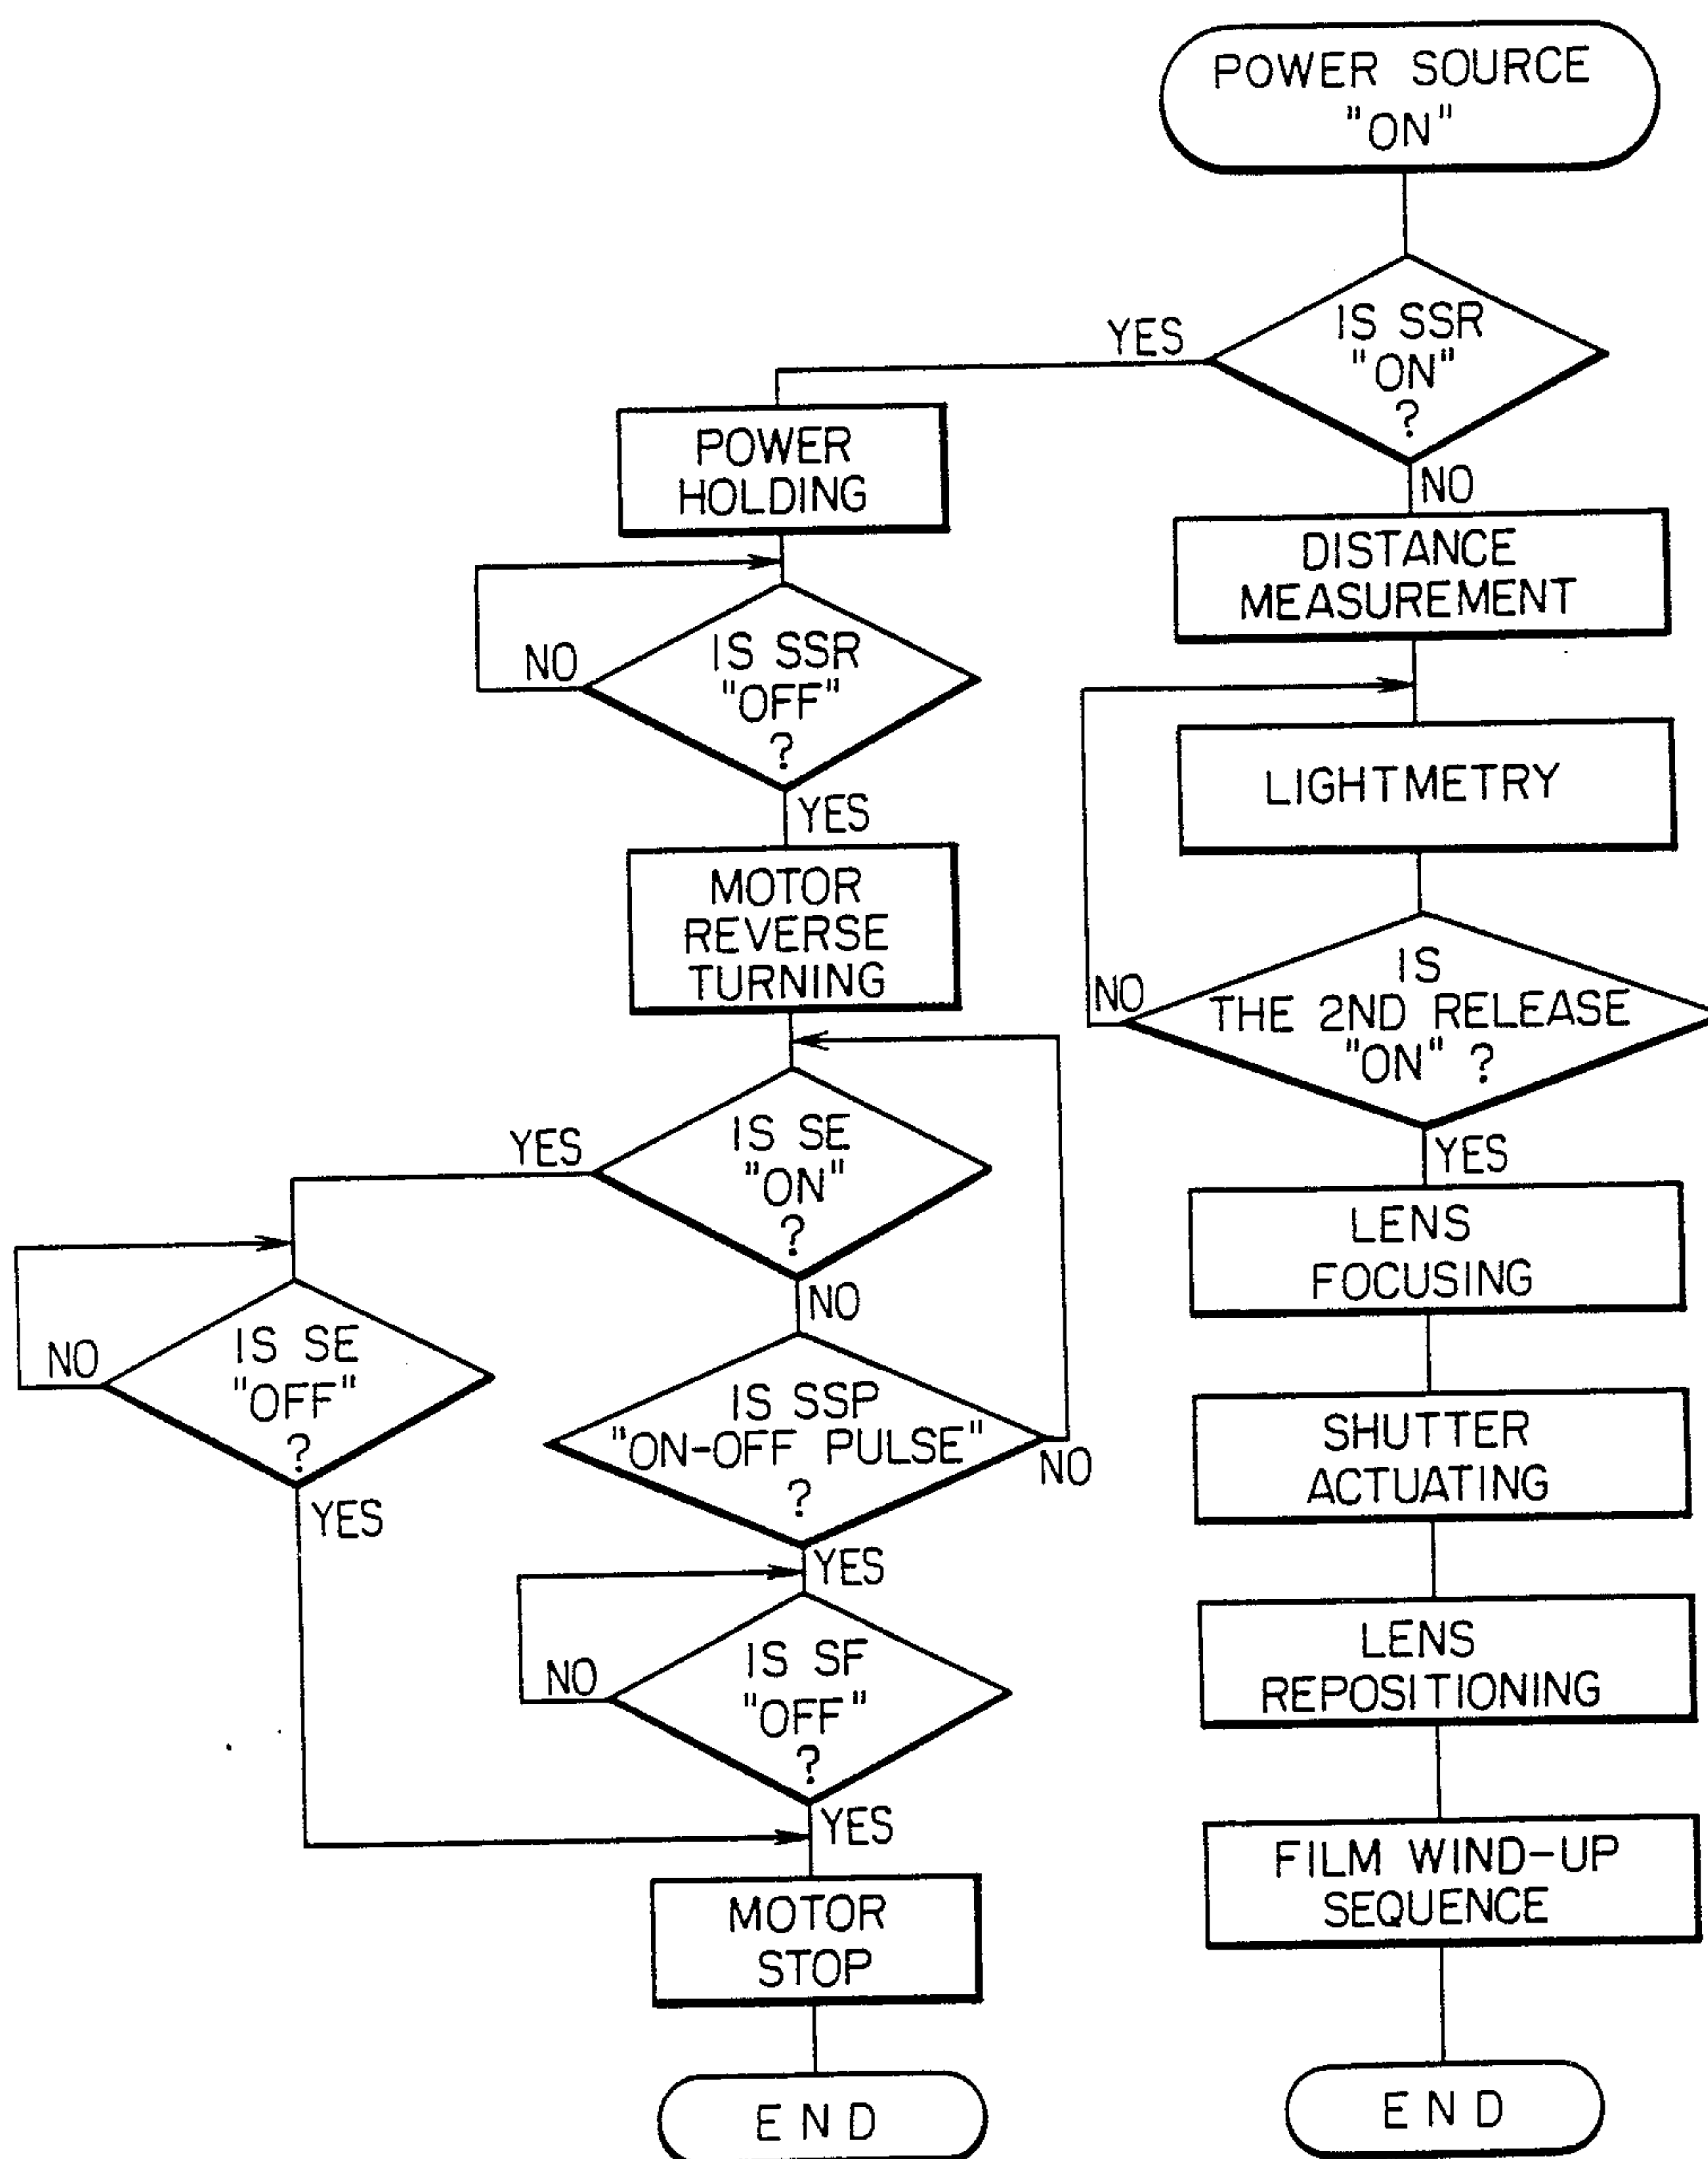 POWER SOURCE
"ON"
IS SSR
"ON"
?
YES
NO
POWER
HOLDING
IS SSR
"OFF"
?
NO
YES
MOTOR
REVERSE
TURNING
IS SE
"ON"
?
YES
NO
IS SE
"OFF"
?
NO
YES
IS SSP
"ON-OFF PULSE"
?
NO
YES
IS SF
"OFF"
?
NO
YES
MOTOR
STOP
END
DISTANCE
MEASUREMENT
LIGHTMETRY
IS
THE 2ND RELEASE
"ON" ?
NO
YES
LENS
FOCUSING
SHUTTER
ACTUATING
LENS
REPOSITIONING
FILM WIND-UP
SEQUENCE
END